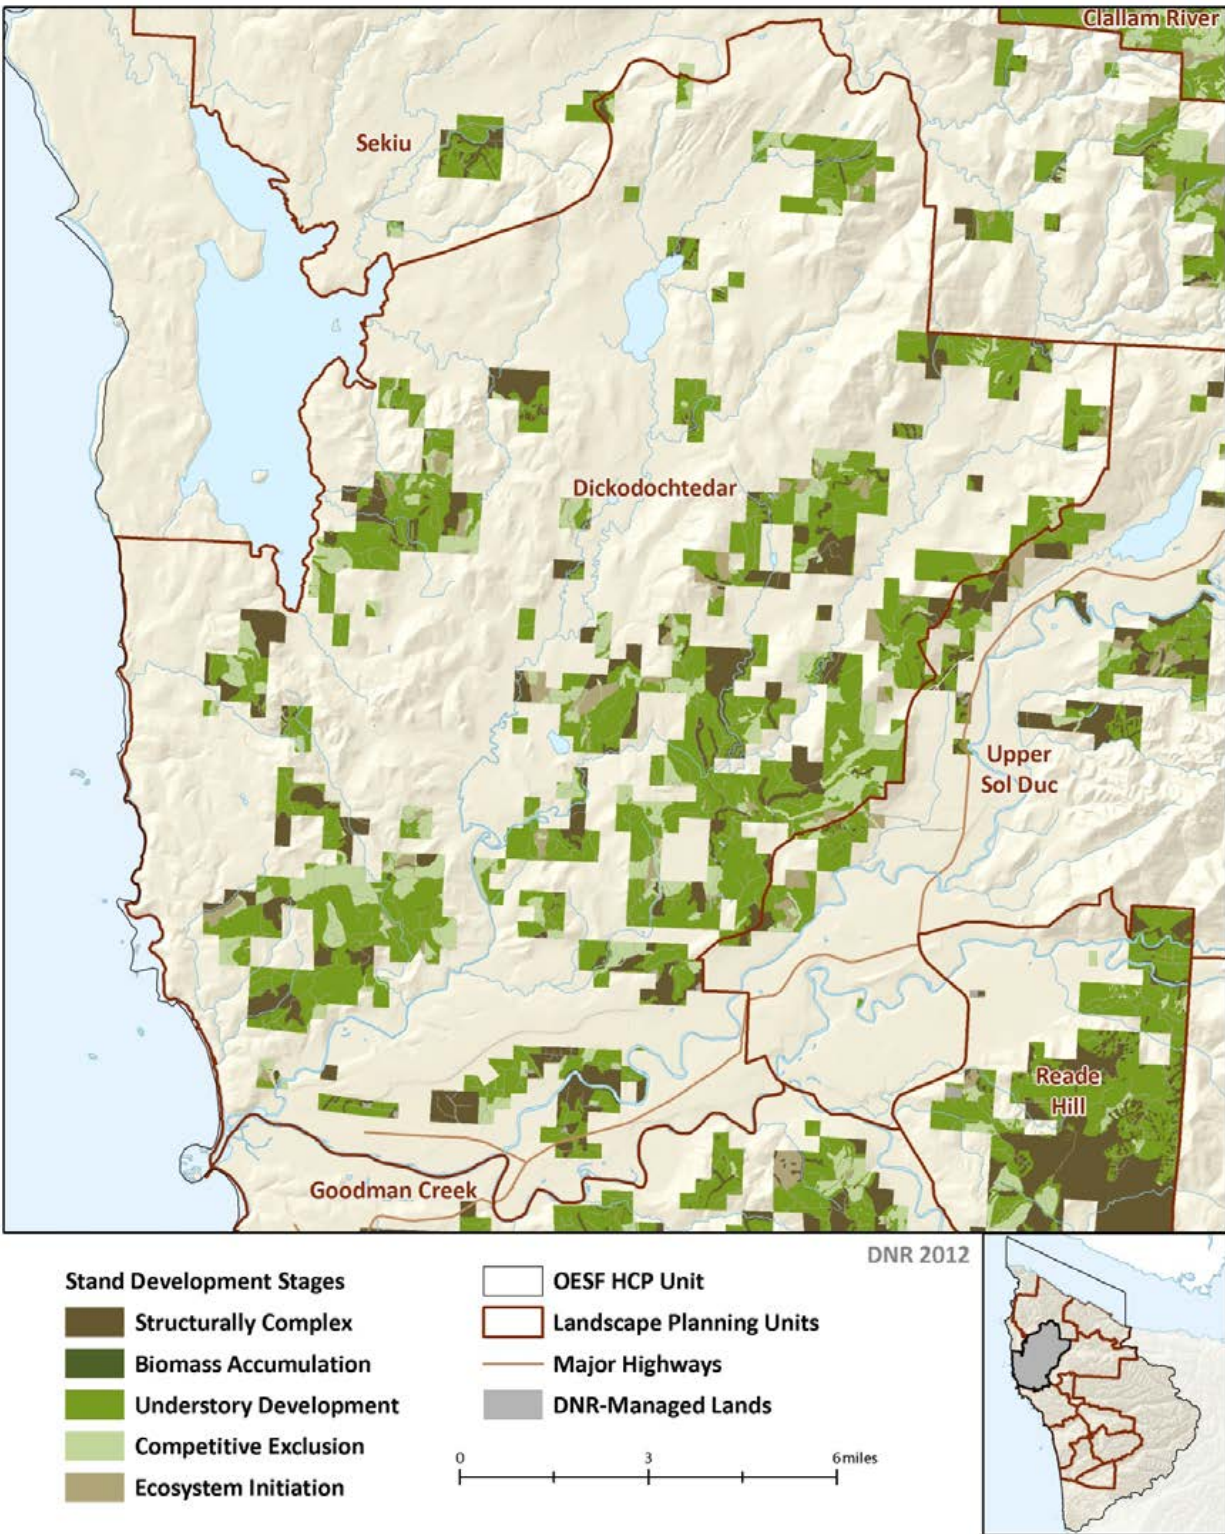 Clallam River
Sekiu
Dickodochtedar
Upper
Sol Duc
Reade
Hill
Goodman Creek
DNR 2012
Stand Development Stages
Structurally Complex
Biomass Accumulation
Understory Development
Competitive Exclusion
Ecosystem Initiation
OESF HCP Unit
Landscape Planning Units
Major Highways
DNR-Managed Lands
0 3 6 miles